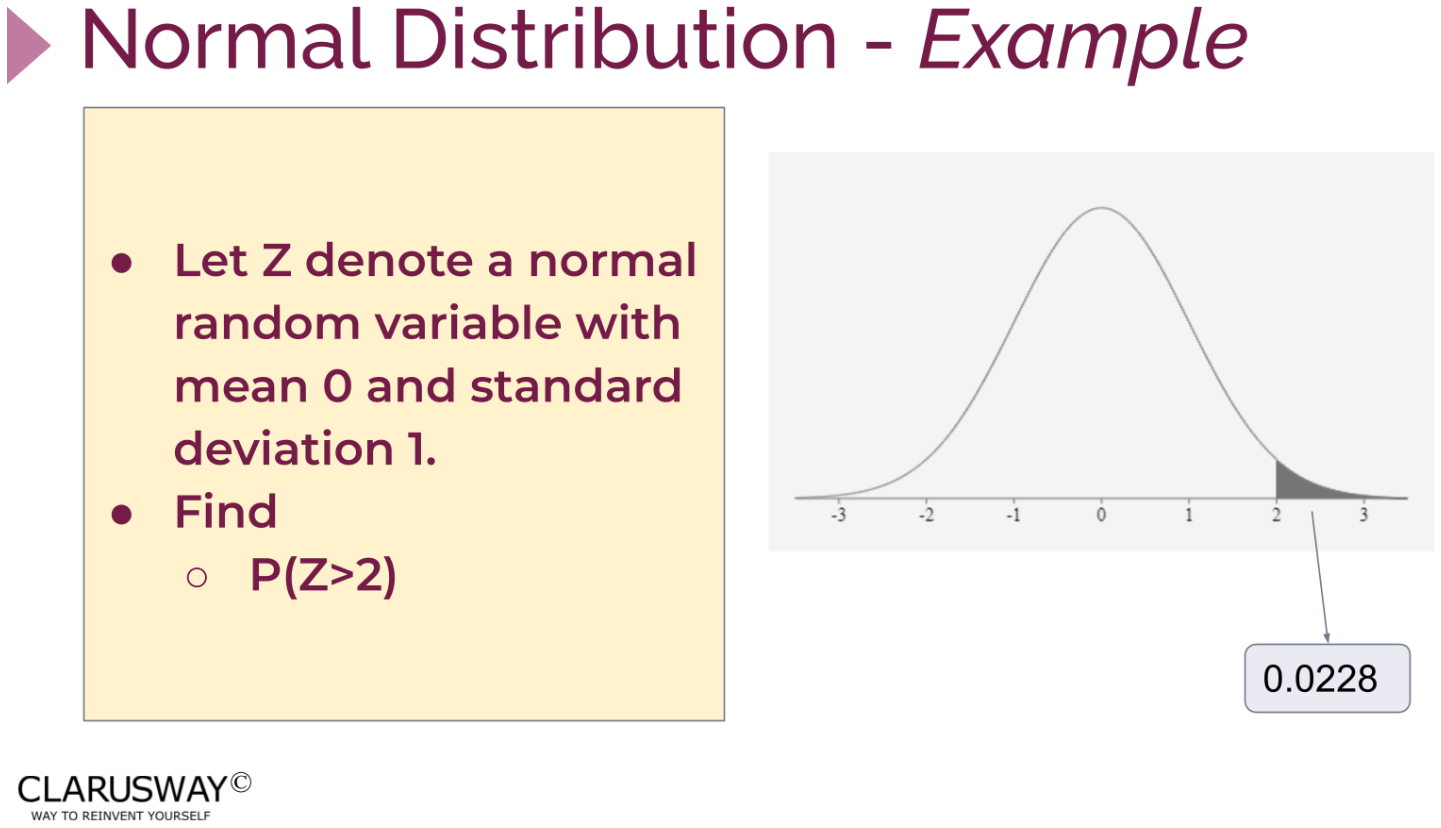 Normal Distribution - Example
● Let Z denote a normal
random variable with
mean 0 and standard
deviation 1.
● Find
○ P(Z>2)
-3 -2 -1 0 1 2 3
0.0228
CLARUSWAY©
WAY TO REINVENT YOURSELF